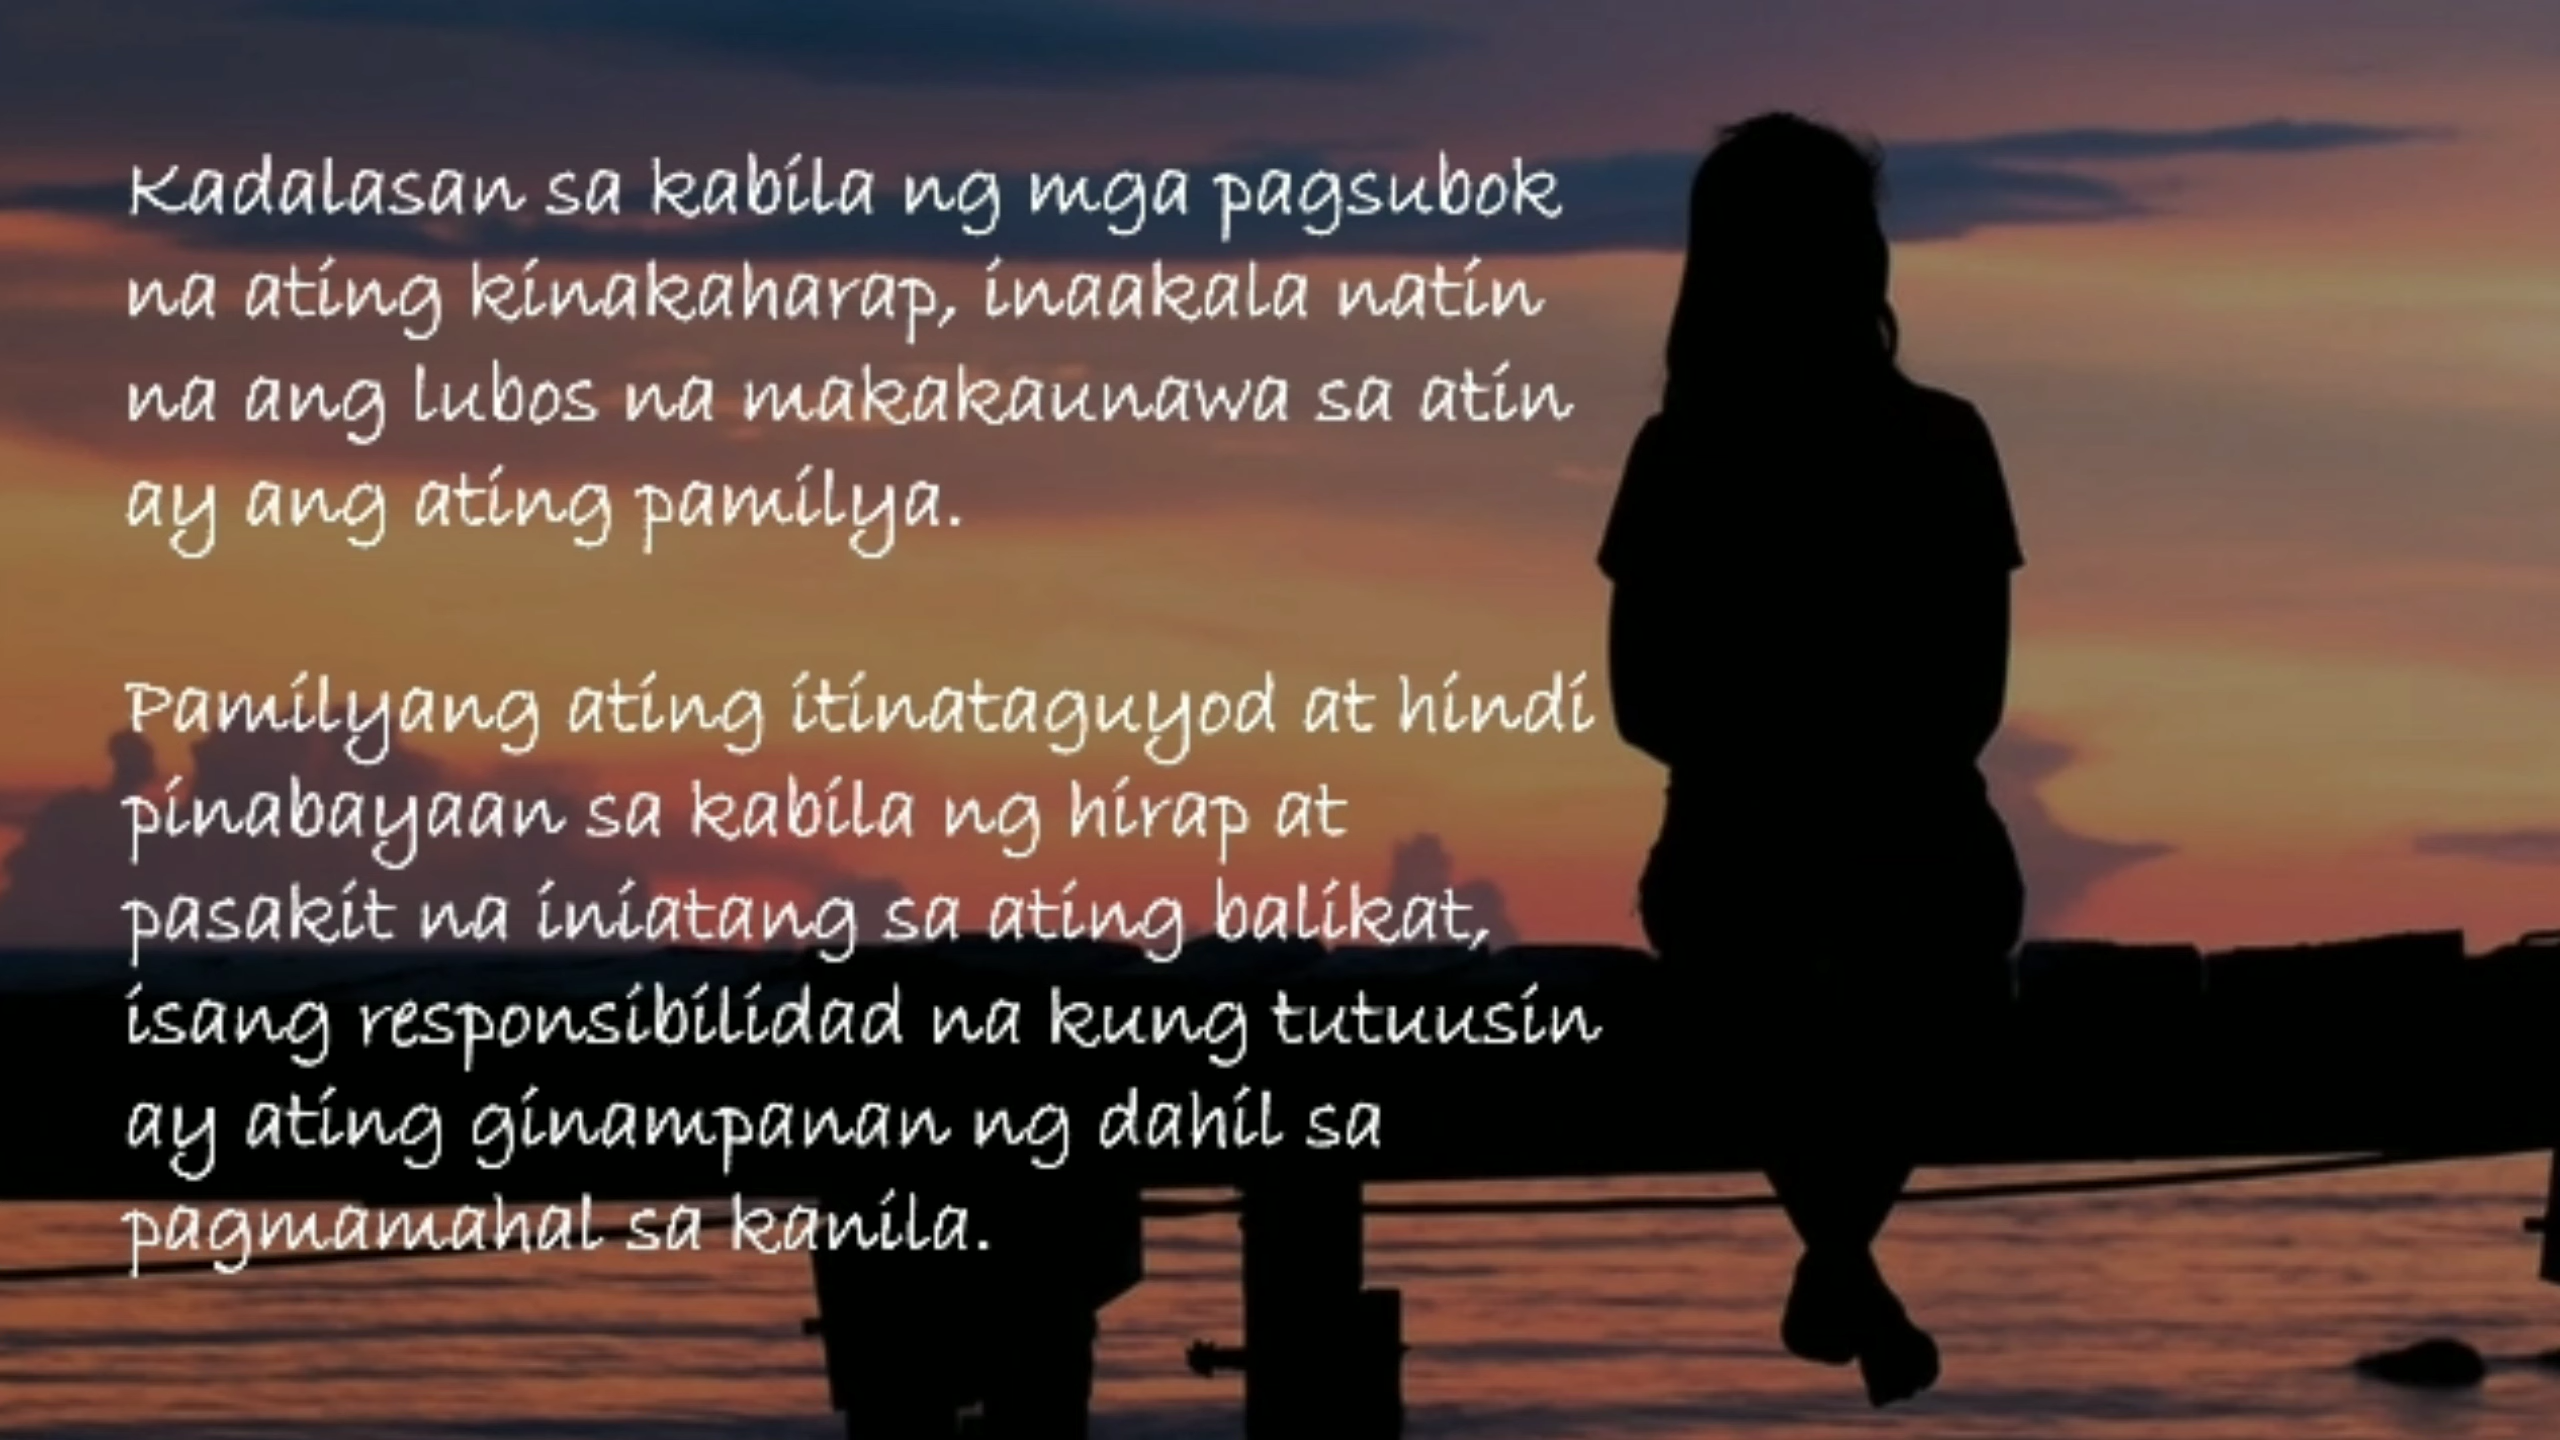 Kadalasan sa kabila ng mga pagsubok
na ating kinakaharap, inaakala natin
na ang lubos na makakaunawa sa atin
ay ang ating pamilya.
Pamilyang ating itinataguyod at hindi
pinabayaan sa kabila ng hirap at
pasakit na iniatang sa ating balikat,
isang responsibilidad na kung tutuusin
ay ating ginampanan ng dahil sa
pagmamahal sa kanila.